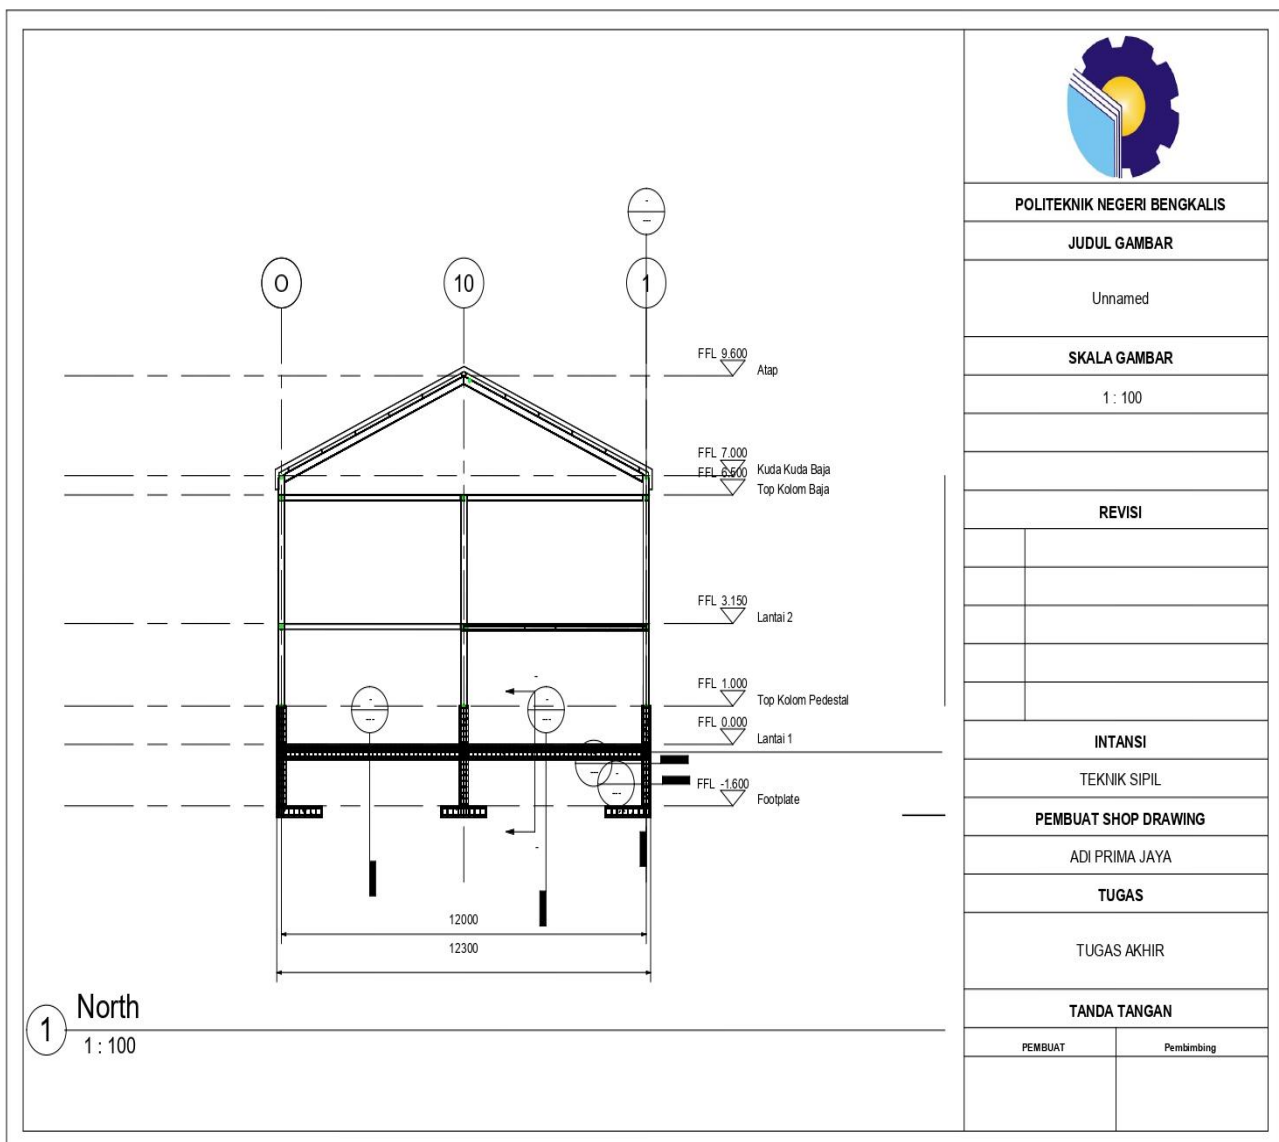 O
10
1
FFL 9.600
Atap
FFL 7.000
Kuda Kuda Baja
FFL 6.500
Top Kolom Baja
FFL 3.150
Lantai 2
FFL 1.000
Top Kolom Pedestal
FFL 0.000
Lantai 1
FFL -1.600
Footplate
12000
12300
1
North
1 : 100
POLITEKNIK NEGERI BENGKALIS
JUDUL GAMBAR
Unnamed
SKALA GAMBAR
1 : 100
REVISI
INTANSI
TEKNIK SIPIL
PEMBUAT SHOP DRAWING
ADI PRIMA JAYA
TUGAS
TUGAS AKHIR
TANDA TANGAN
PEMBUAT
Pembimbing